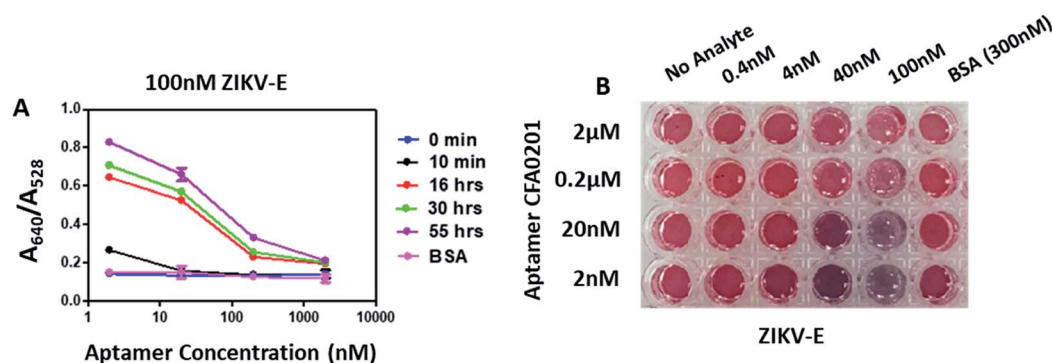 A
100nM ZIKV-E
A640/A528
1.0
0.8
0.6
0.4
0.2
0.0
1
10
100
1000
10000
Aptamer Concentration (nM)
0 min
10 min
16 hrs
30 hrs
55 hrs
BSA
B
No Analyte
0.4nM
4nM
40nM
100nM
BSA (300nM)
Aptamer CFA0201
2μM
0.2μM
20nM
2nM
ZIKV-E